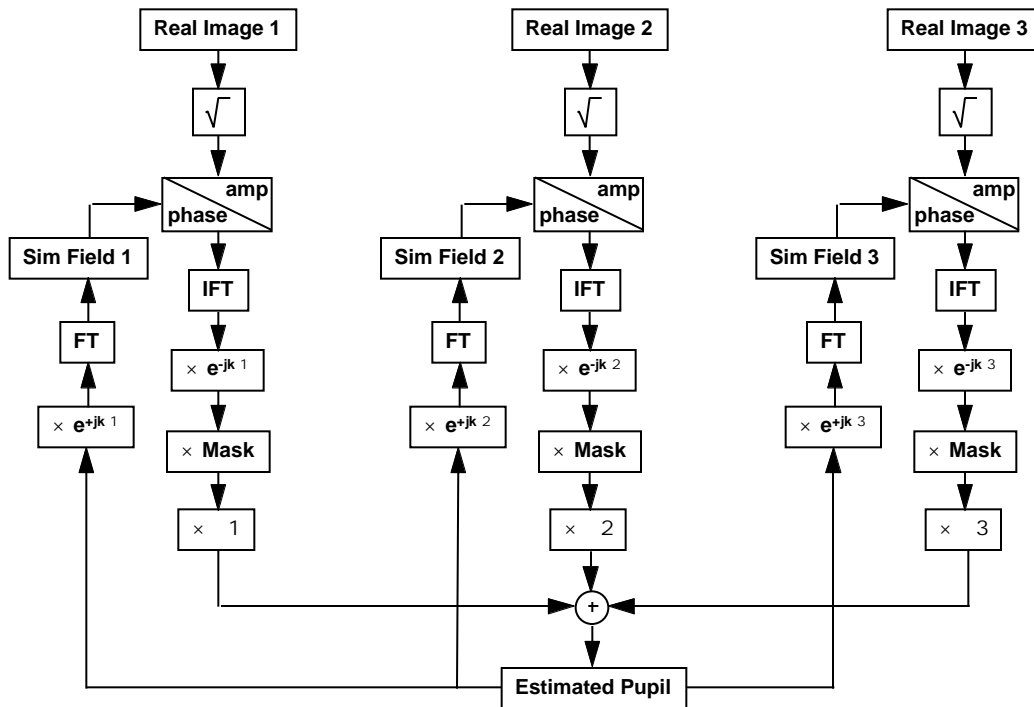 Real Image 1
Real Image 2
Real Image 3
√
√
√
amp
phase
amp
phase
amp
phase
Sim Field 1
Sim Field 2
Sim Field 3
IFT
IFT
IFT
FT
FT
FT
× e-jk 1
× e-jk 2
× e-jk 3
× e+jk 1
× e+jk 2
× e+jk 3
× Mask
× Mask
× Mask
× 1
× 2
× 3
+
Estimated Pupil